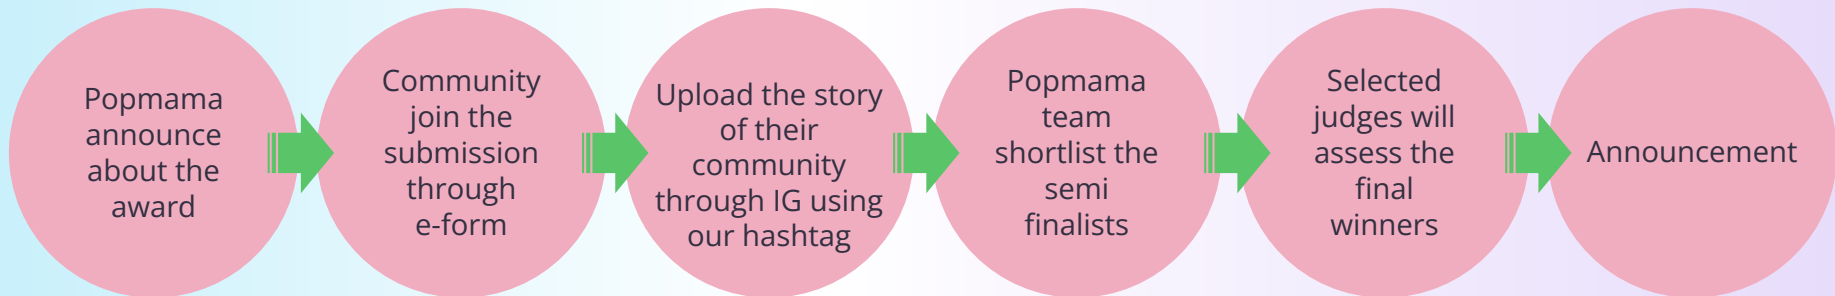 Popmama
announce
about the
award
Community
join the
submission
through
e-form
Upload the story
of their
community
through IG using
our hashtag
Popmama
team
shortlist the
semi
finalists
Selected
judges will
assess the
final
winners
Announcement